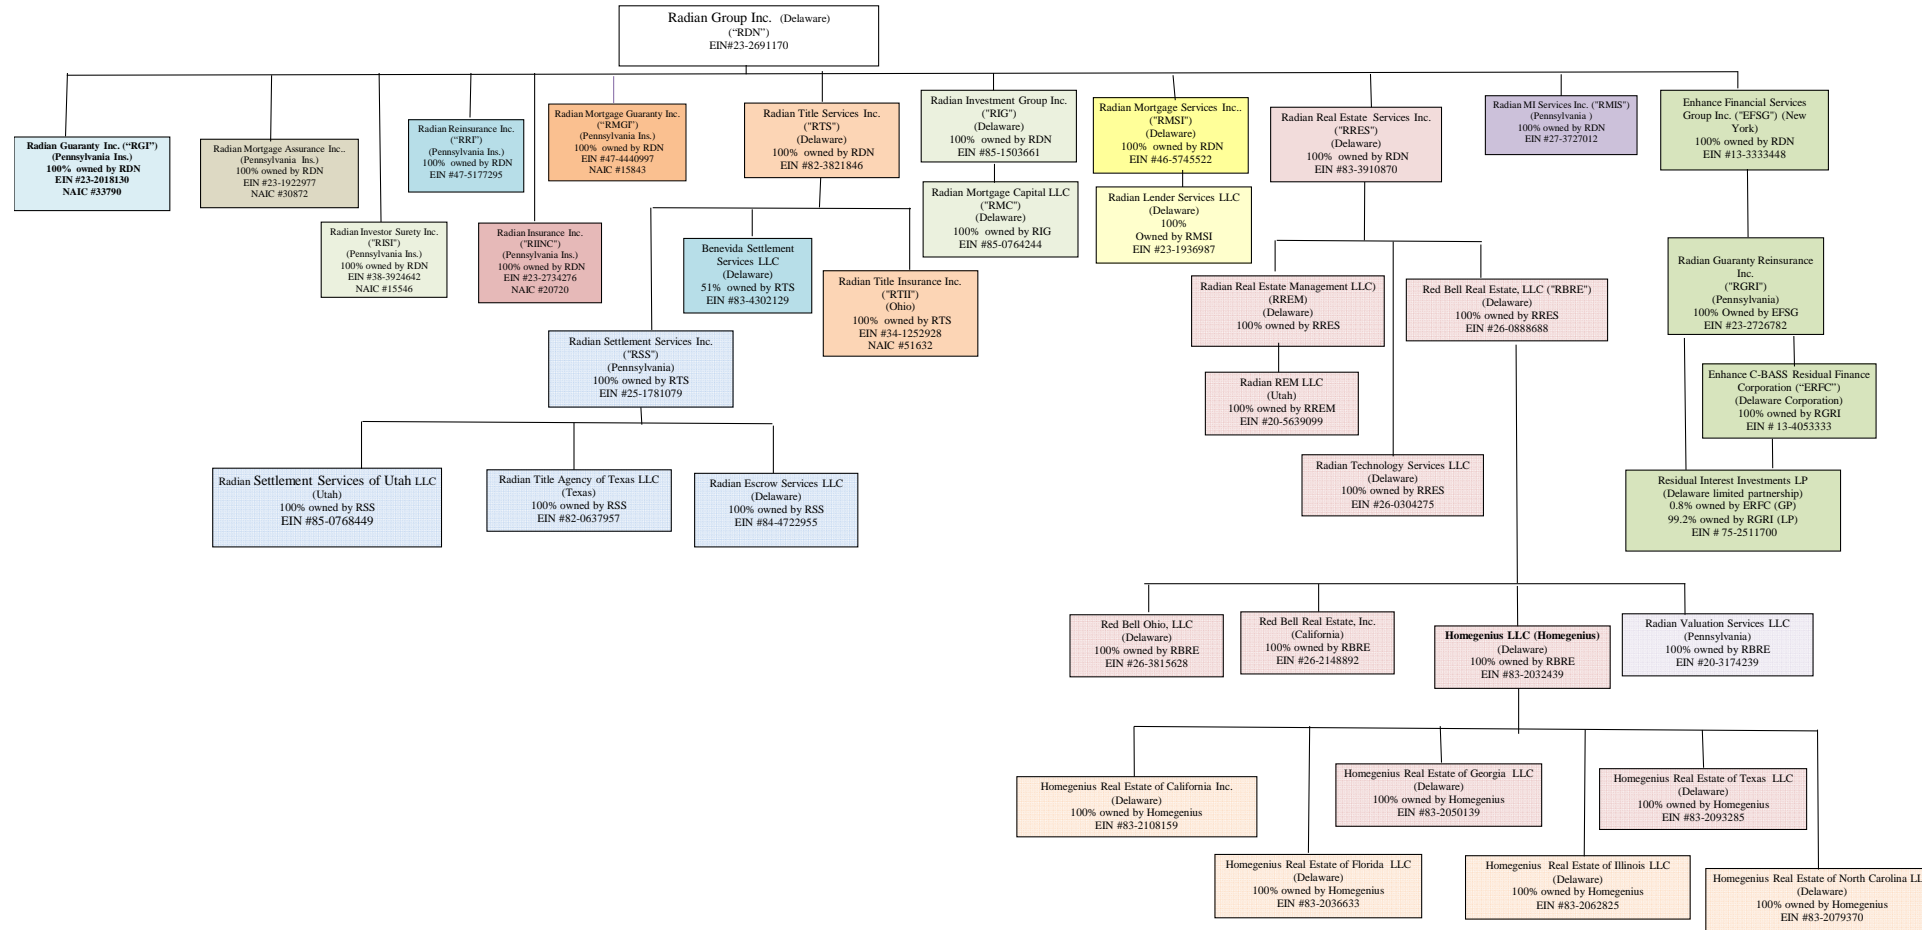 Radian Group Inc. (Delaware)
("RDN")
EIN#23-2691170
Radian Guaranty Inc. (“RGI”)
(Pennsylvania Ins.)
100% owned by RDN
EIN #23-2018130
NAIC #33790
Radian Mortgage Assurance Inc..
(Pennsylvania Ins.)
100% owned by RDN
EIN #23-1922977
NAIC #30872
Radian Investor Surety Inc.
("RISI")
(Pennsylvania Ins.)
100% owned by RDN
EIN #38-3924642
NAIC #15546
Radian Reinsurance Inc.
("RRI")
(Pennsylvania Ins.)
100% owned by RDN
EIN #47-5177295
Radian Insurance Inc.
("RIINC")
(Pennsylvania Ins.)
100% owned by RDN
EIN #23-2734276
NAIC #20720
Radian Mortgage Guaranty Inc.
("RMGI")
(Pennsylvania Ins.)
100% owned by RDN
EIN #47-4440997
NAIC #15843
Radian Title Services Inc.
("RTS")
(Delaware)
100% owned by RDN
EIN #82-3821846
Radian Investment Group Inc.
"RIG")
(Delaware)
100% owned by RDN
EIN #85-1503661
Radian Mortgage Capital LLC
("RMC")
(Delaware)
100% owned by RIG
EIN #85-0764244
Radian Mortgage Services Inc..
("RMSI")
(Delaware)
100% owned by RDN
EIN #46-5745522
Radian Lender Services LLC
(Delaware)
100%
Owned by RMSI
EIN #23-1936987
Radian Real Estate Services Inc.
("RRES")
(Delaware)
100% owned by RDN
EIN #83-3910870
Radian MI Services Inc. ("RMIS")
(Pennsylvania )
100% owned by RDN
EIN #27-3727012
Enhance Financial Services
Group Inc. ("EFSG") (New
York)
100% owned by RDN
EIN #13-3333448
Benevida Settlement
Services LLC
(Delaware)
51% owned by RTS
EIN #83-4302129
Radian Title Insurance Inc.
("RTII")
(Ohio)
100% owned by RTS
EIN #34-1252928
NAIC #51632
Radian Settlement Services Inc.
("RSS")
(Pennsylvania)
100% owned by RTS
EIN #25-1781079
Radian Settlement Services of Utah LLC
(Utah)
100% owned by RSS
EIN #85-0768449
Radian Title Agency of Texas LLC
(Texas)
100% owned by RSS
EIN #82-0637957
Radian Escrow Services LLC
(Delaware)
100% owned by RSS
EIN #84-4722955
Radian Real Estate Management LLC)
(RREM)
(Delaware)
100% owned by RRES
Radian REM LLC
(Utah)
100% owned by RREM
EIN #20-5639099
Red Bell Real Estate, LLC ("RBRE")
(Delaware)
100% owned by RRES
EIN #26-0888688
Radian Technology Services LLC
(Delaware)
100% owned by RRES
EIN #26-0304275
Radian Guaranty Reinsurance
Inc.
("RGRI")
(Pennsylvania)
100% Owned by EFSG
EIN #23-2726782
Enhance C-BASS Residual Finance
Corporation (“ERFC”)
(Delaware Corporation)
100% owned by RGRI
EIN # 13-4053333
Residual Interest Investments LP
(Delaware limited partnership)
0.8% owned by ERFC (GP)
99.2% owned by RGRI (LP)
EIN # 75-2511700
Red Bell Ohio, LLC
(Delaware)
100% owned by RBRE
EIN #26-3815628
Red Bell Real Estate, Inc.
(California)
100% owned by RBRE
EIN #26-2148892
Homegenius LLC (Homegenius)
(Delaware)
100% owned by RBRE
EIN #83-2032439
Radian Valuation Services LLC
(Pennsylvania)
100% owned by RBRE
EIN #20-3174239
Homegenius Real Estate of California Inc.
(Delaware)
100% owned by Homegenius
EIN #83-2108159
Homegenius Real Estate of Florida LLC
(Delaware)
100% owned by Homegenius
EIN #83-2036633
Homegenius Real Estate of Georgia LLC
(Delaware)
100% owned by Homegenius
EIN #83-2050139
Homegenius Real Estate of Illinois LLC
(Delaware)
100% owned by Homegenius
EIN #83-2062825
Homegenius Real Estate of Texas LLC
(Delaware)
100% owned by Homegenius
EIN #83-2093285
Homegenius Real Estate of North Carolina LL
(Delaware)
100% owned by Homegenius
EIN #83-2079370